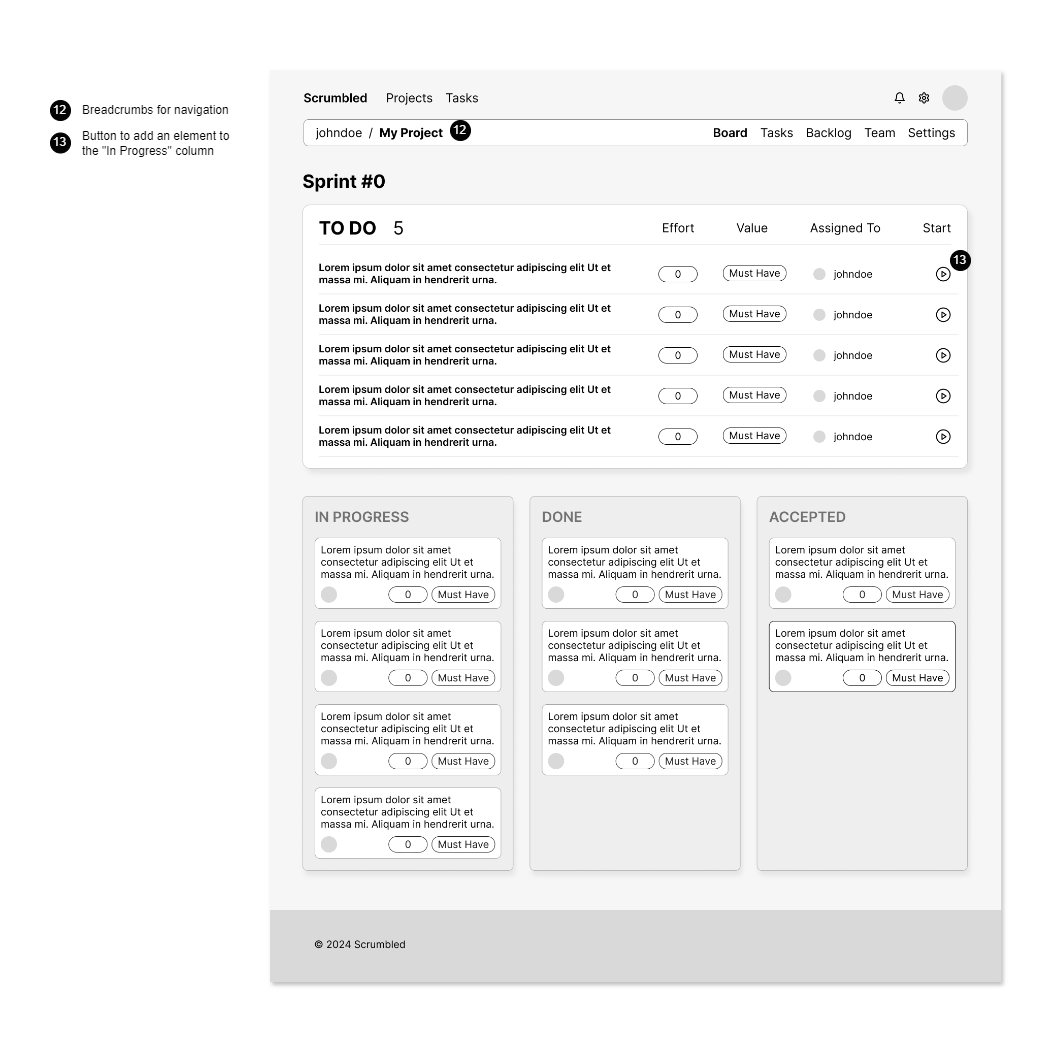 12 Breadcrumbs for navigation
13 Button to add an element to
the "In Progress" column
Scrumbled Projects Tasks
johndoe / My Project 12 Board Tasks Backlog Team Settings
Sprint #0
TO DO 5 Effort Value Assigned To Start
13
Lorem ipsum dolor sit amet consectetur adipiscing elit Ut et
massa mi. Aliquam in hendrerit urna.
0 Must Have johndoe
Lorem ipsum dolor sit amet consectetur adipiscing elit Ut et
massa mi. Aliquam in hendrerit urna.
0 Must Have johndoe
Lorem ipsum dolor sit amet consectetur adipiscing elit Ut et
massa mi. Aliquam in hendrerit urna.
0 Must Have johndoe
Lorem ipsum dolor sit amet consectetur adipiscing elit Ut et
massa mi. Aliquam in hendrerit urna.
0 Must Have johndoe
Lorem ipsum dolor sit amet consectetur adipiscing elit Ut et
massa mi. Aliquam in hendrerit urna.
0 Must Have johndoe
IN PROGRESS
Lorem ipsum dolor sit amet
consectetur adipiscing elit Ut et
massa mi. Aliquam in hendrerit urna.
0 Must Have
Lorem ipsum dolor sit amet
consectetur adipiscing elit Ut et
massa mi. Aliquam in hendrerit urna.
0 Must Have
Lorem ipsum dolor sit amet
consectetur adipiscing elit Ut et
massa mi. Aliquam in hendrerit urna.
0 Must Have
Lorem ipsum dolor sit amet
consectetur adipiscing elit Ut et
massa mi. Aliquam in hendrerit urna.
0 Must Have
DONE
Lorem ipsum dolor sit amet
consectetur adipiscing elit Ut et
massa mi. Aliquam in hendrerit urna.
0 Must Have
Lorem ipsum dolor sit amet
consectetur adipiscing elit Ut et
massa mi. Aliquam in hendrerit urna.
0 Must Have
Lorem ipsum dolor sit amet
consectetur adipiscing elit Ut et
massa mi. Aliquam in hendrerit urna.
0 Must Have
ACCEPTED
Lorem ipsum dolor sit amet
consectetur adipiscing elit Ut et
massa mi. Aliquam in hendrerit urna.
0 Must Have
Lorem ipsum dolor sit amet
consectetur adipiscing elit Ut et
massa mi. Aliquam in hendrerit urna.
0 Must Have
© 2024 Scrumbled